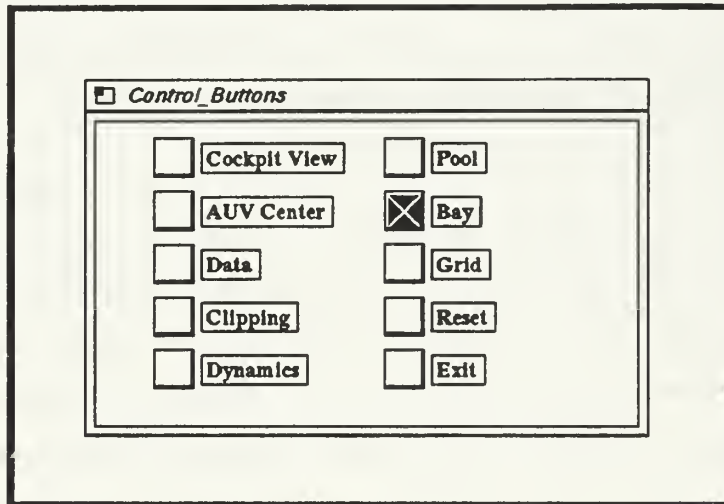 Control_Buttons
Cockpit View
AUV Center
Data
Clipping
Dynamics
Pool
Bay
Grid
Reset
Exit